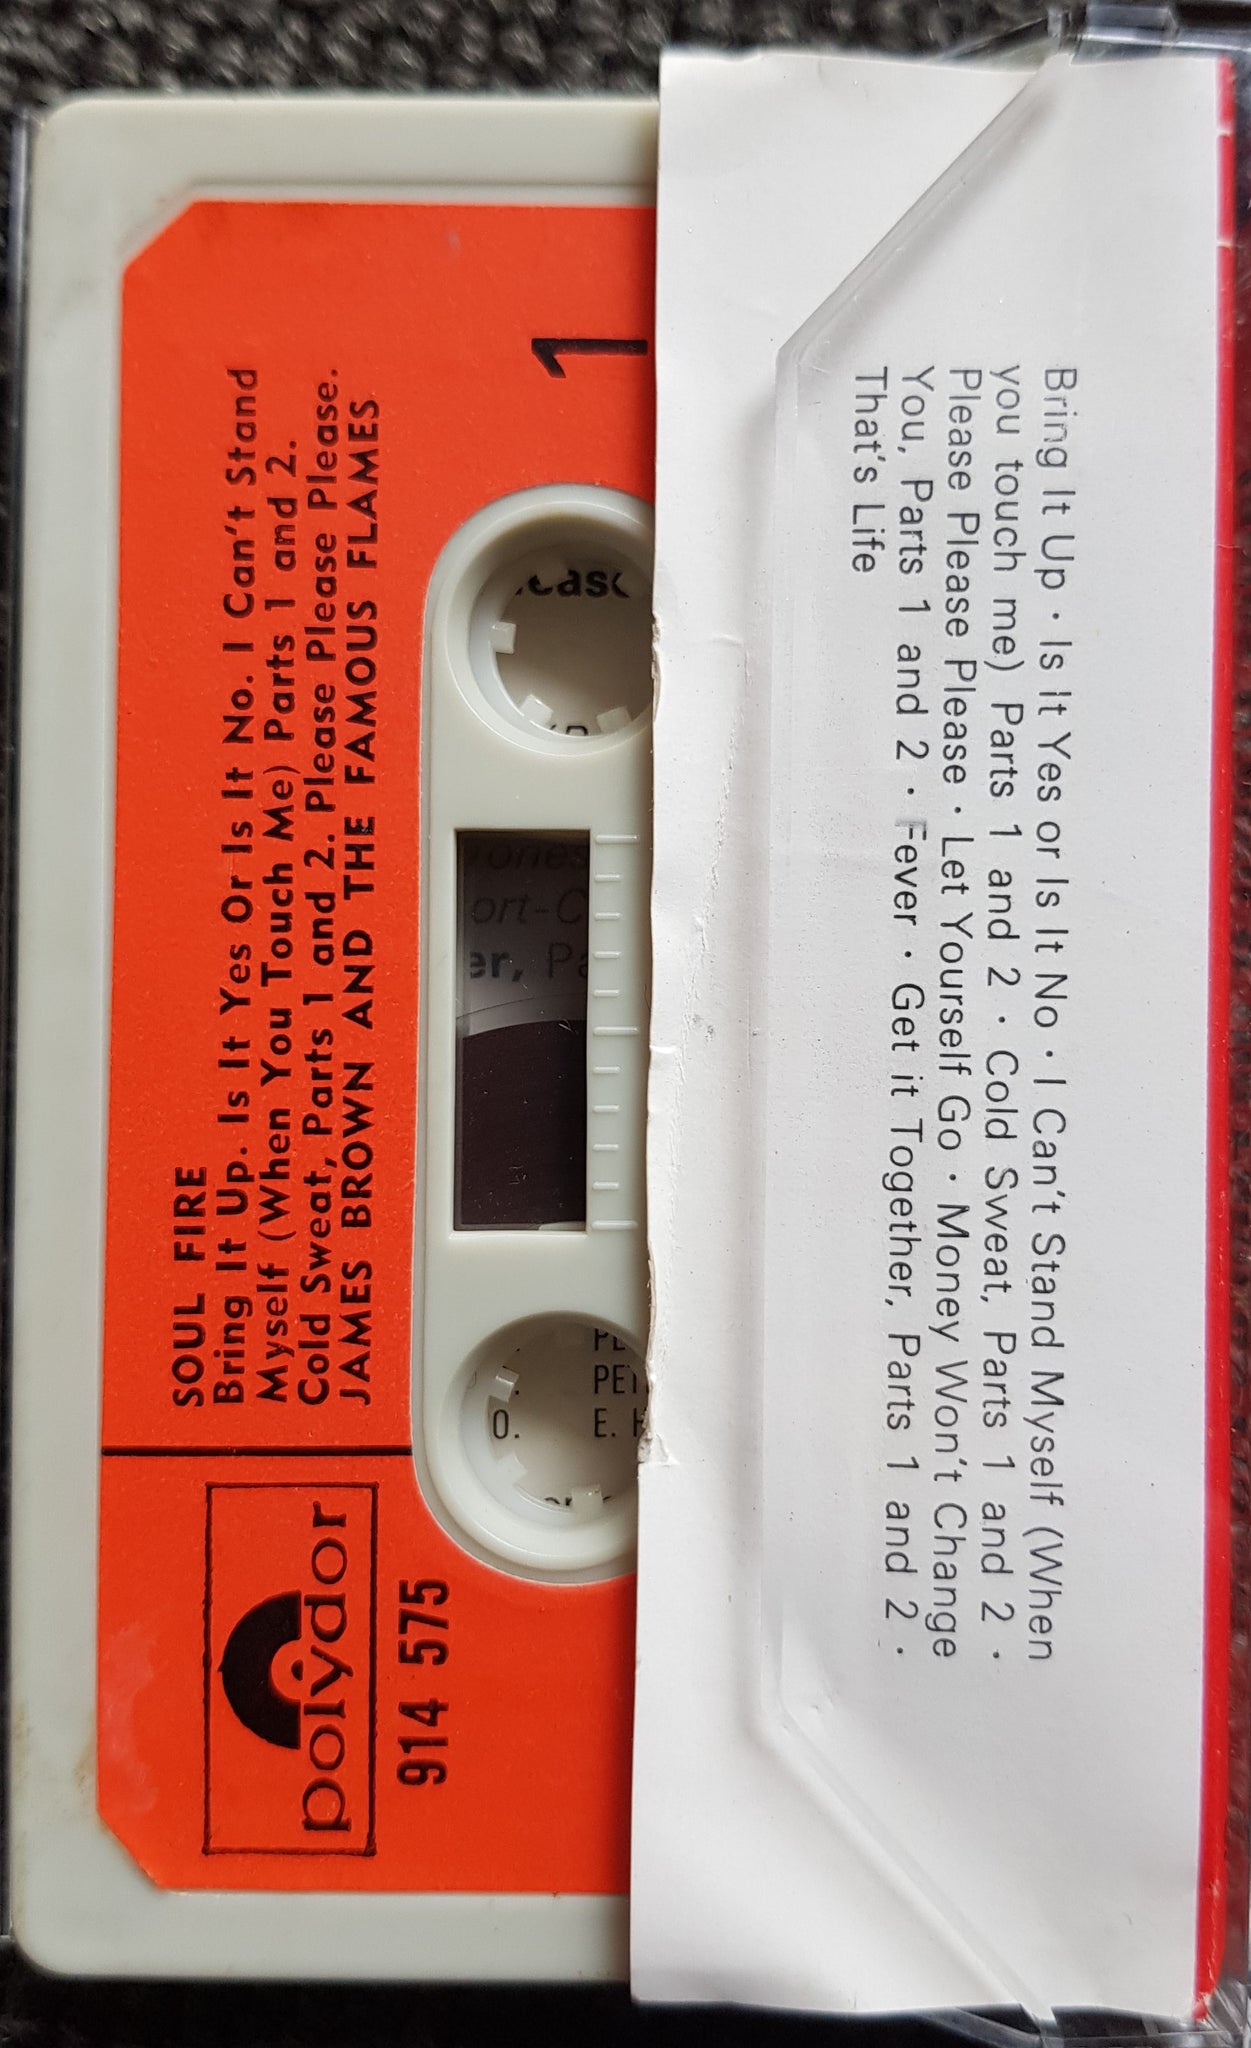 SOUL FIRE
Bring It Up. Is It Yes Or Is It No. I Can't Stand
Myself (When You Touch Me) Parts 1 and 2.
Cold Sweat, Parts 1 and 2. Please Please Please.
JAMES BROWN AND THE FAMOUS FLAMES
polydor
914 575
1
ort-C
er, Pa
O.
E.
Bring It Up · Is It Yes or Is It No · I Can't Stand Myself (When
you touch me) Parts 1 and 2 · Cold Sweat, Parts 1 and 2 ·
Please Please Please · Let Yourself Go · Money Won't Change
You, Parts 1 and 2 · Fever · Get it Together, Parts 1 and 2 ·
That's Life